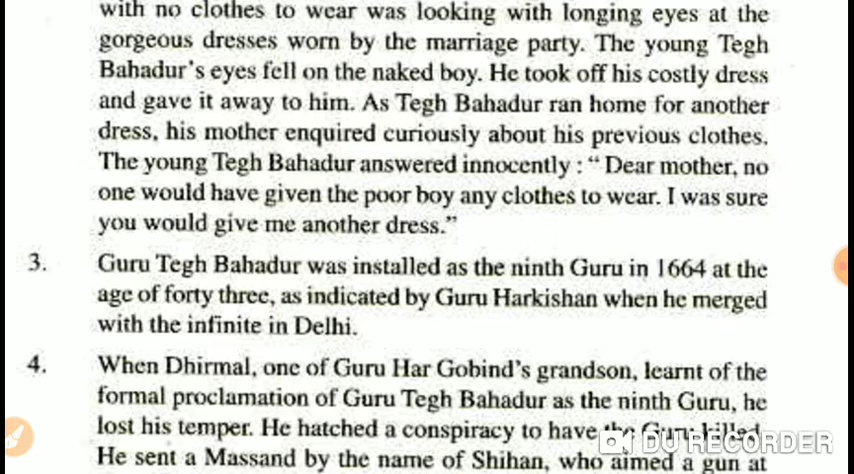 with no clothes to wear was looking with longing eyes at the
gorgeous dresses worn by the marriage party. The young Tegh
Bahadur's eyes fell on the naked boy. He took off his costly dress
and gave it away to him. As Tegh Bahadur ran home for another
dress, his mother enquired curiously about his previous clothes.
The young Tegh Bahadur answered innocently : “ Dear mother, no
one would have given the poor boy any clothes to wear. I was sure
you would give me another dress.”
3. Guru Tegh Bahadur was installed as the ninth Guru in 1664 at the
age of forty three, as indicated by Guru Harkishan when he merged
with the infinite in Delhi.
4. When Dhirmal, one of Guru Har Gobind's grandson, learnt of the
formal proclamation of Guru Tegh Bahadur as the ninth Guru, he
lost his temper. He hatched a conspiracy to have the Guru killed.
He sent a Massand by the name of Shihan, who aimed a gun at
DU RECORDER